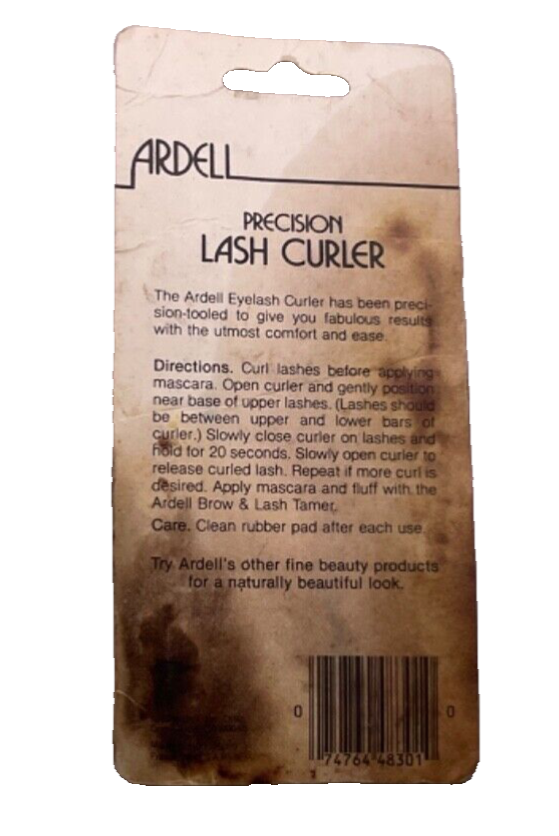 ARDELL
PRECISION
LASH CURLER
The Ardell Eyelash Curler has been preci-
sion-tooled to give you fabulous results
with the utmost comfort and ease.
Directions. Curl lashes before applying
mascara. Open curler and gently position
near base of upper lashes. (Lashes should
be between upper and lower bars of
curler.) Slowly close curler on lashes and
hold for 20 seconds. Slowly open curler to
release curled lash. Repeat if more curl is
desired. Apply mascara and fluff with the
Ardell Brow & Lash Tamer.
Care. Clean rubber pad after each use.
Try Ardell's other fine beauty products
for a naturally beautiful look.
0 74764 48301 0